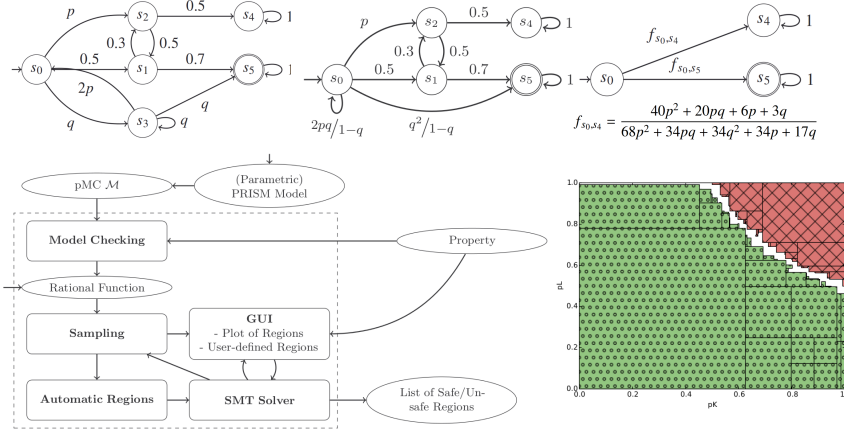 p
s₂
0.5
s₄
1
0.3
0.5
s₀
0.5
s₁
0.7
s₅
1
2p
q
q
s₃
q
p
s₂
0.5
s₄
1
0.3
0.5
s₀
0.5
s₁
0.7
s₅
1
2pq/1-q
q²/1-q
s₄
1
f_{s₀,s₄}
s₀
f_{s₀,s₅}
s₅
1
f_{s₀,s₄} = (40p² + 20pq + 6p + 3q) / (68p² + 34pq + 34q² + 34p + 17q)
pMC M
(Parametric)
PRISM Model
Model Checking
Property
Rational Function
Sampling
GUI
- Plot of Regions
- User-defined Regions
Automatic Regions
SMT Solver
List of Safe/Un-
safe Regions
1.0
0.8
0.6
pL
0.4
0.2
0.0
0.0 0.2 0.4 0.6 0.8 1.0
pK